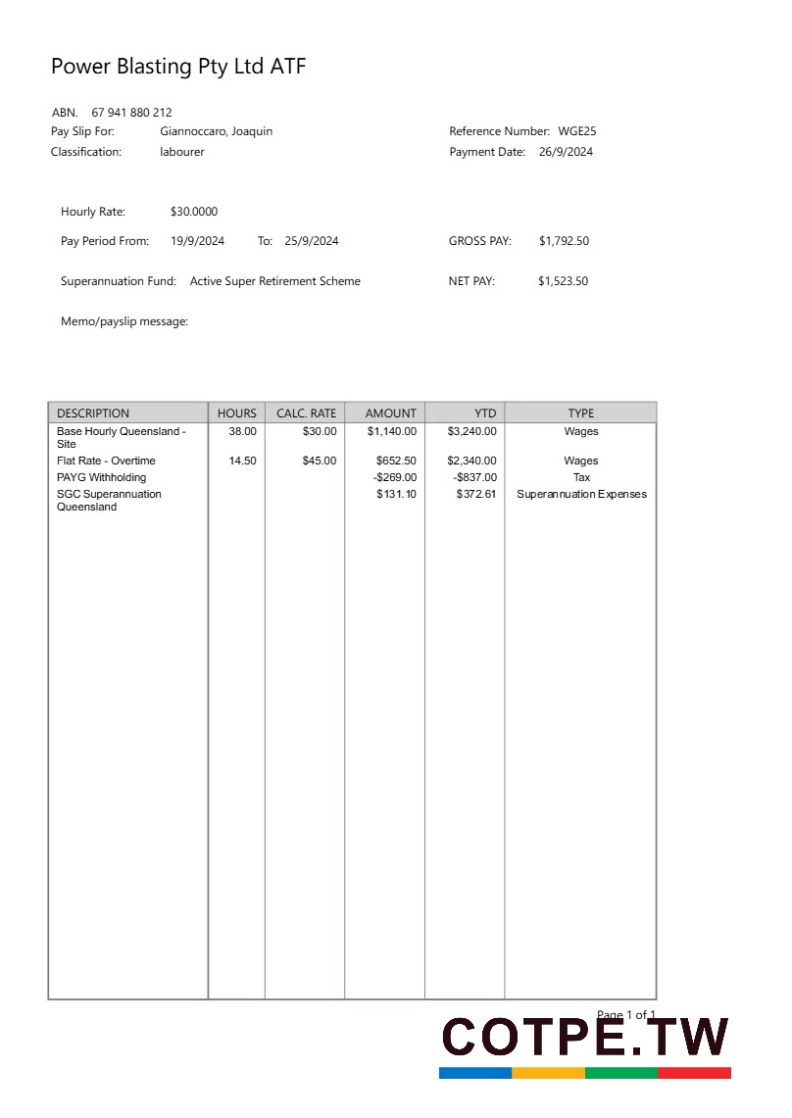 Power Blasting Pty Ltd ATF
ABN. 67 941 880 212
Pay Slip For: Giannoccaro, Joaquin Reference Number: WGE25
Classification: labourer Payment Date: 26/9/2024
Hourly Rate: $30.0000
Pay Period From: 19/9/2024 To: 25/9/2024 GROSS PAY: $1,792.50
Superannuation Fund: Active Super Retirement Scheme NET PAY: $1,523.50
Memo/payslip message:
DESCRIPTION HOURS CALC. RATE AMOUNT YTD TYPE
Base Hourly Queensland - 38.00 $30.00 $1,140.00 $3,240.00 Wages
Site
Flat Rate - Overtime 14.50 $45.00 $652.50 $2,340.00 Wages
PAYG Withholding -$269.00 -$837.00 Tax
SGC Superannuation $131.10 $372.61 Superannuation Expenses
Queensland
Page 1 of 1
COTPE.TW